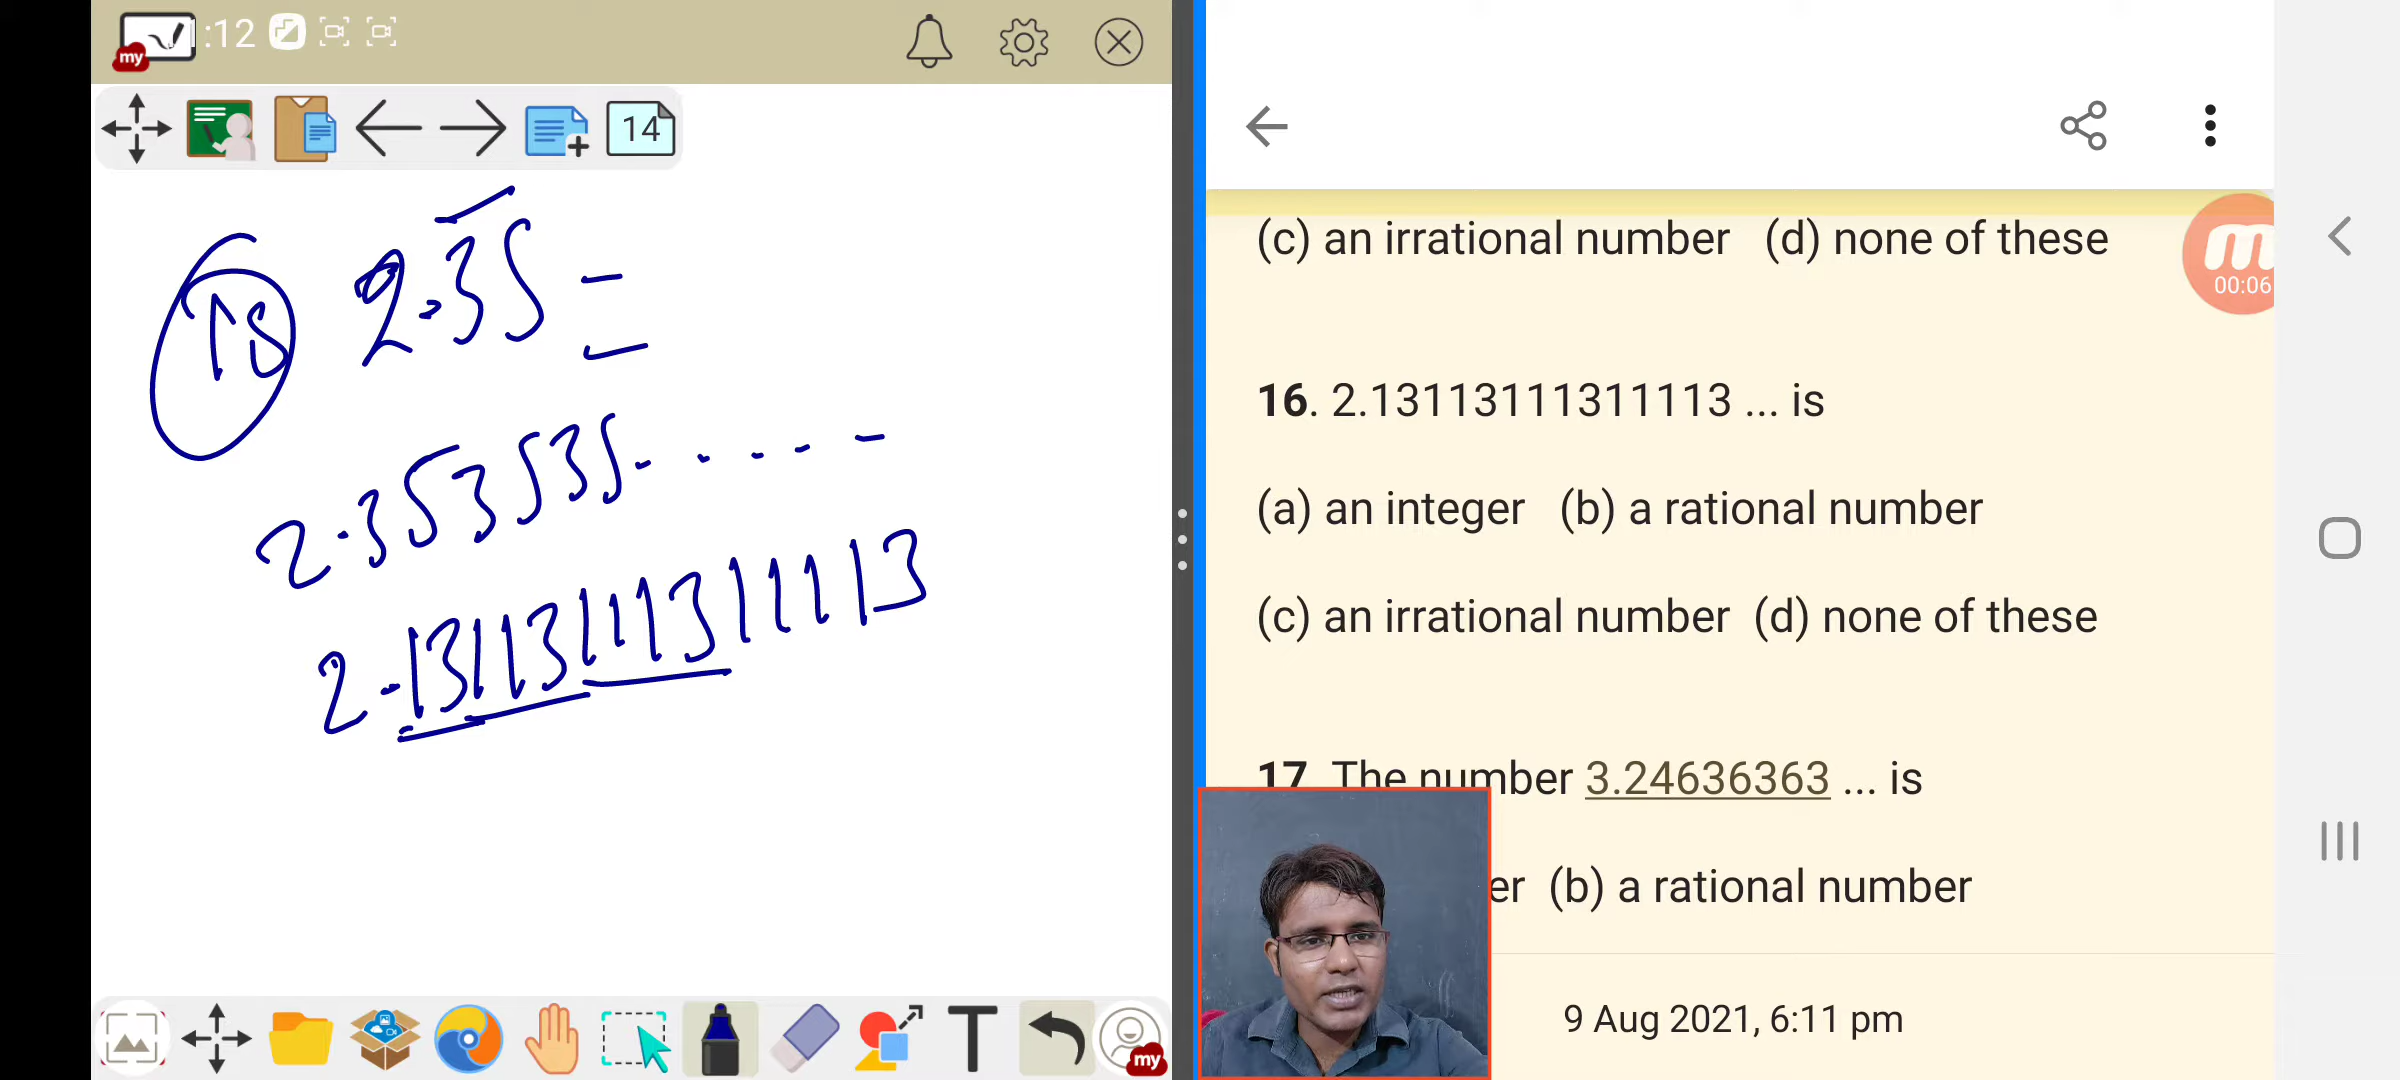 :12
my
14
15 2.35 =
2.353535.....
2.13113111311113
(c) an irrational number (d) none of these
00:06
16. 2.13113111311113 ... is
(a) an integer (b) a rational number
(c) an irrational number (d) none of these
17. The number 3.24636363 ... is
er (b) a rational number
9 Aug 2021, 6:11 pm
T
my